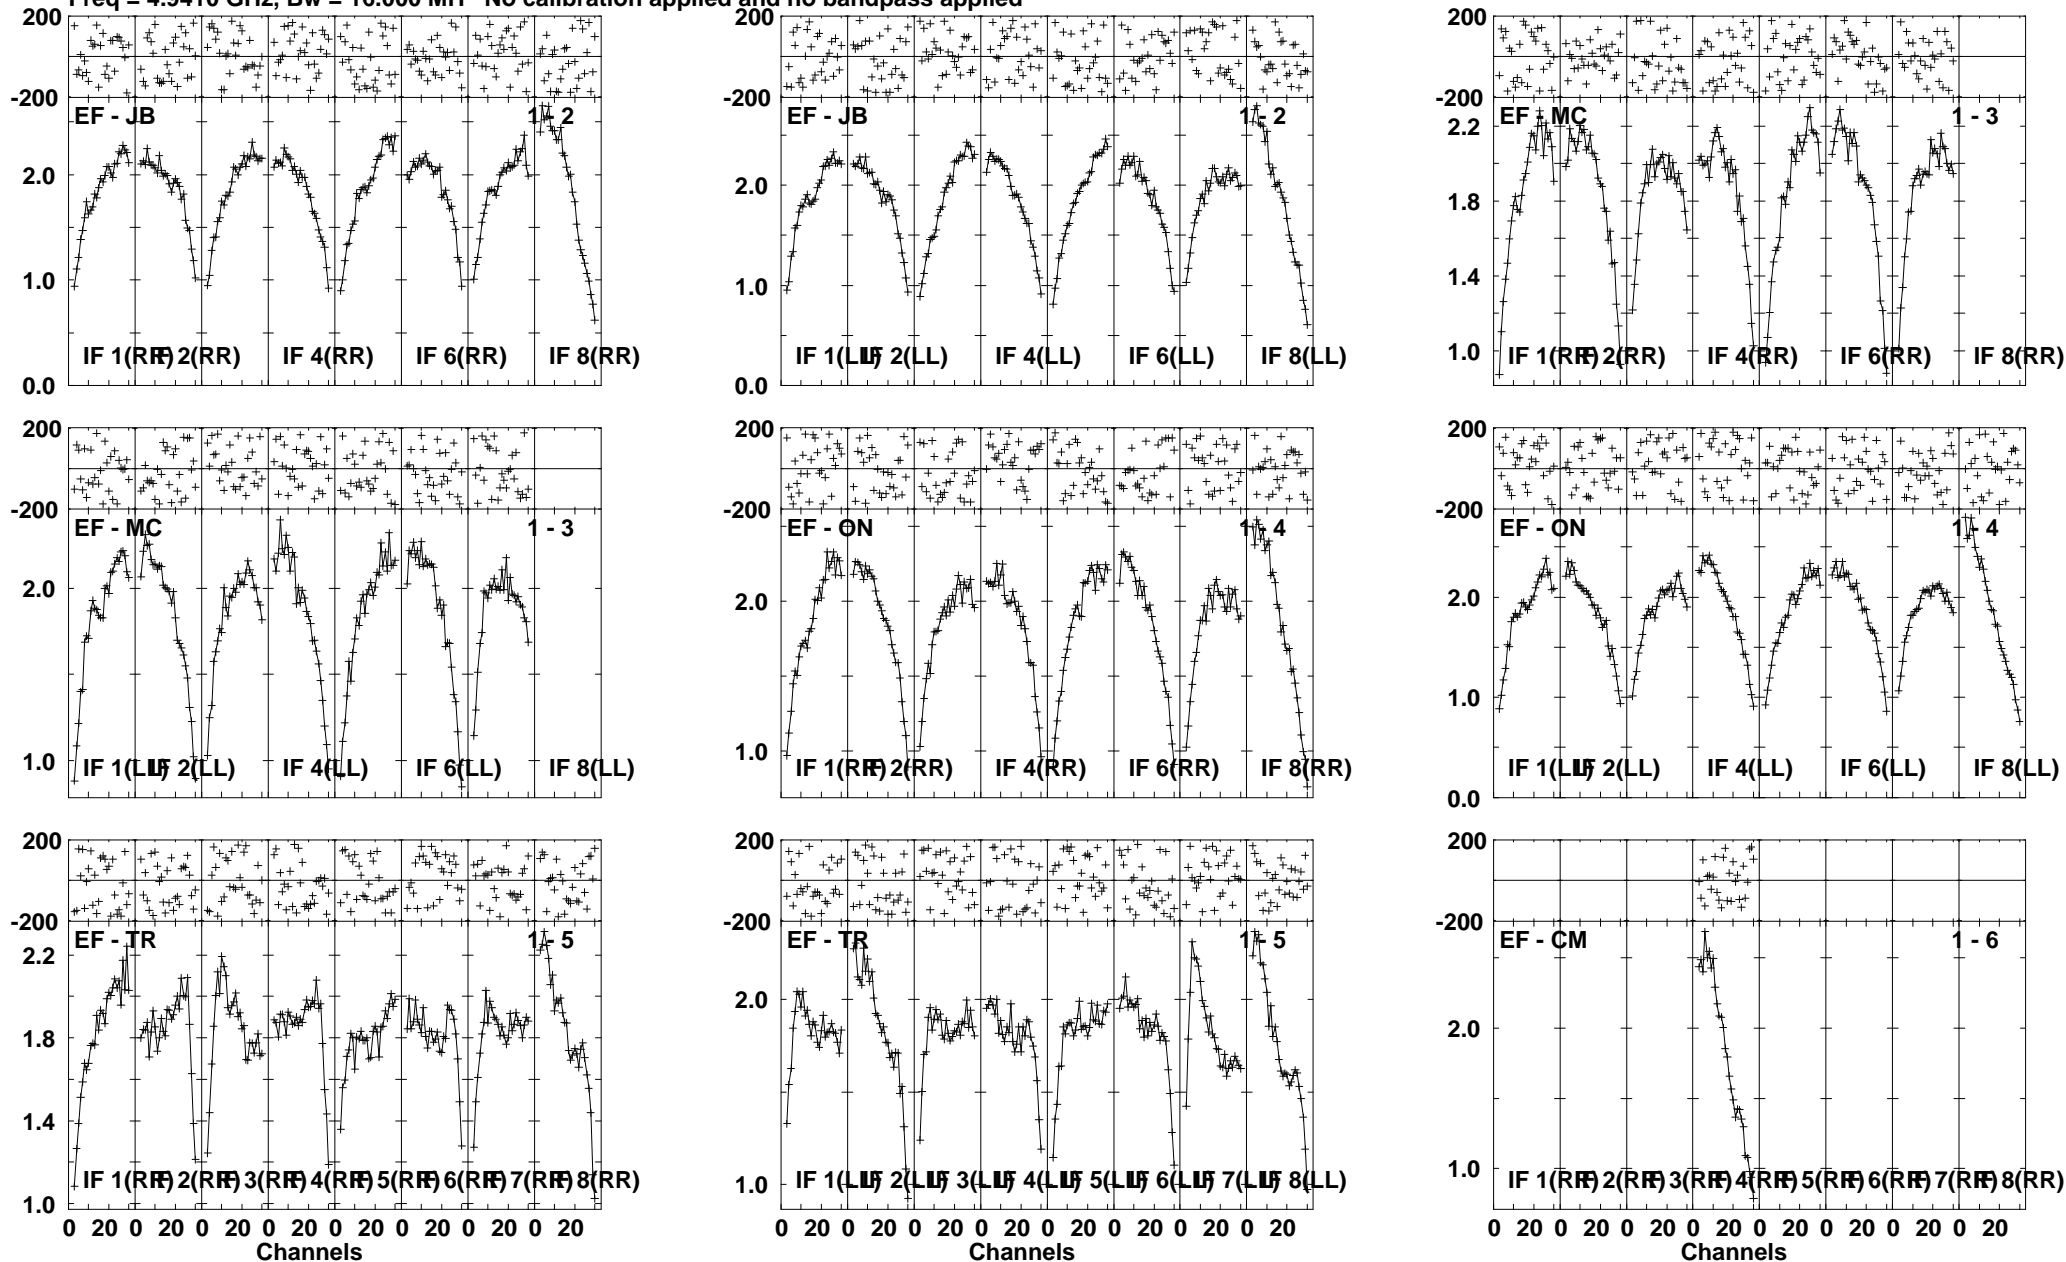 Freq = 4.9410 GHz, Bw = 16.000 MH No calibration applied and no bandpass applied
200
-200
EF - JB 1 - 2
2.0
1.0
0.0
IF 1(RR) IF 2(RR) IF 4(RR) IF 6(RR) IF 8(RR)
200
-200
EF - JB 1 - 2
2.0
1.0
0.0
IF 1(LL) IF 2(LL) IF 4(LL) IF 6(LL) IF 8(LL)
200
-200
EF - MC 1 - 3
2.2
1.8
1.4
1.0
IF 1(RR) IF 2(RR) IF 4(RR) IF 6(RR) IF 8(RR)
200
-200
EF - MC 1 - 3
2.0
1.0
IF 1(LL) IF 2(LL) IF 4(LL) IF 6(LL) IF 8(LL)
200
-200
EF - ON 1 - 4
2.0
1.0
IF 1(RR) IF 2(RR) IF 4(RR) IF 6(RR) IF 8(RR)
200
-200
EF - ON 1 - 4
2.0
1.0
0.0
IF 1(LL) IF 2(LL) IF 4(LL) IF 6(LL) IF 8(LL)
200
-200
EF - TR 1 - 5
2.2
1.8
1.4
1.0
IF 1(RR) IF 2(RR) IF 3(RR) IF 4(RR) IF 5(RR) IF 6(RR) IF 7(RR) IF 8(RR)
0 20 0 20 0 20 0 20 0 20 0 20 0 20 0 20
Channels
200
-200
EF - TR 1 - 5
2.0
1.0
IF 1(LL) IF 2(LL) IF 3(LL) IF 4(LL) IF 5(LL) IF 6(LL) IF 7(LL) IF 8(LL)
0 20 0 20 0 20 0 20 0 20 0 20 0 20 0 20
Channels
200
-200
EF - CM 1 - 6
2.0
1.0
IF 1(RR) IF 2(RR) IF 3(RR) IF 4(RR) IF 5(RR) IF 6(RR) IF 7(RR) IF 8(RR)
0 20 0 20 0 20 0 20 0 20 0 20 0 20 0 20
Channels